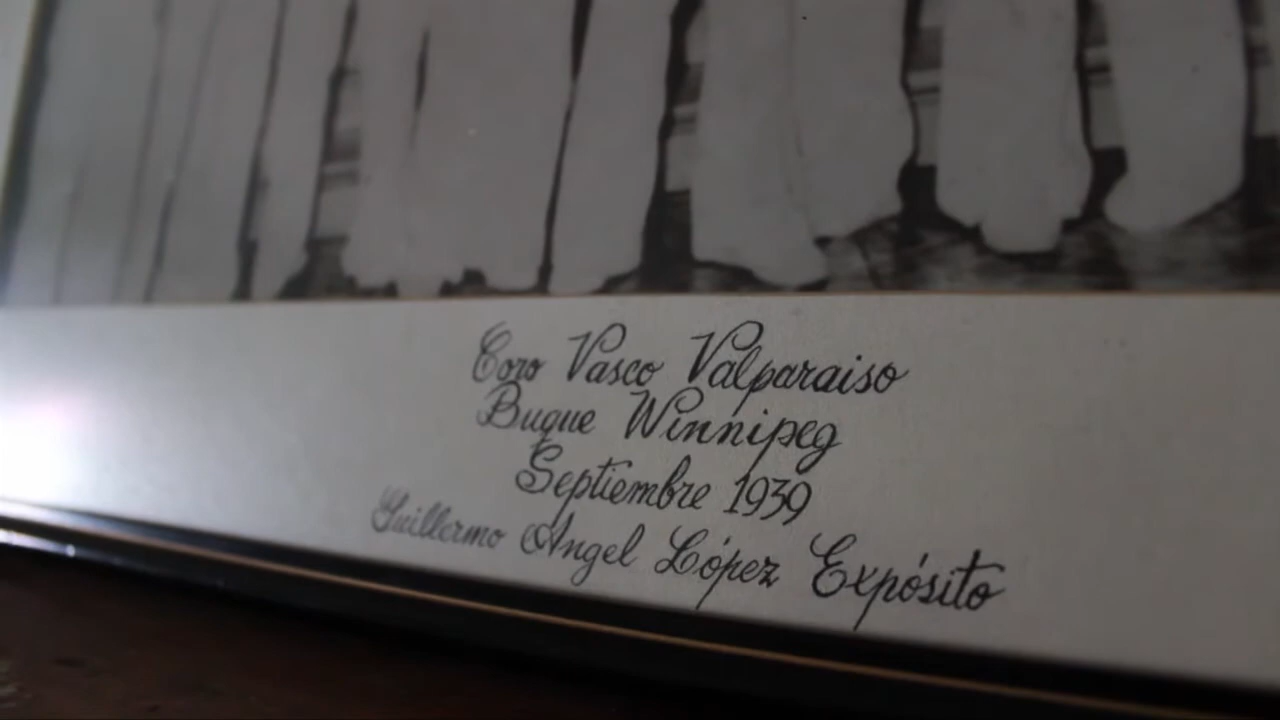 Coro Vasco Valparaiso
Buque Winnipeg
Septiembre 1939
Guillermo Angel López Expósito